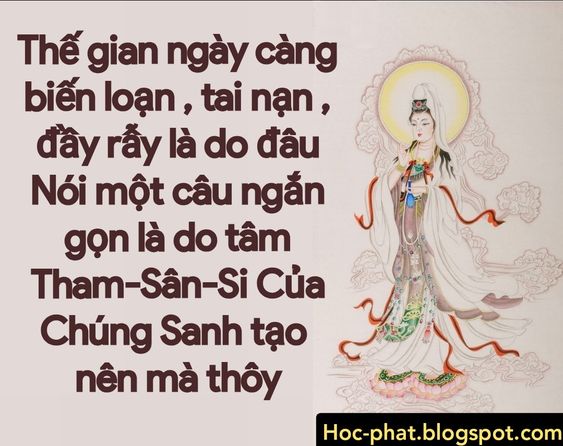 Thế gian ngày càng
biến loạn , tai nạn ,
đầy rẫy là do đâu
Nói một câu ngắn
gọn là do tâm
Tham-Sân-Si Của
Chúng Sanh tạo
nên mà thôy
Hoc-phat.blogspot.com